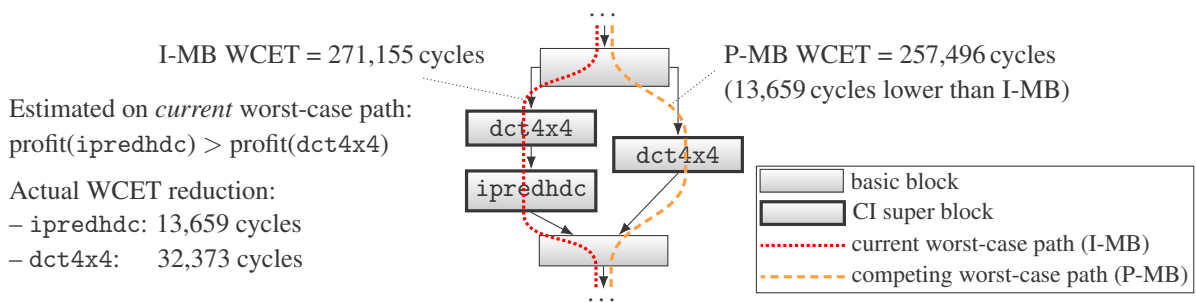 ...
I-MB WCET = 271,155 cycles
P-MB WCET = 257,496 cycles
(13,659 cycles lower than I-MB)
Estimated on current worst-case path:
profit(ipredhdc) > profit(dct4x4)
Actual WCET reduction:
– ipredhdc: 13,659 cycles
– dct4x4: 32,373 cycles
dct4x4
ipredhdc
dct4x4
...
basic block
CI super block
current worst-case path (I-MB)
competing worst-case path (P-MB)